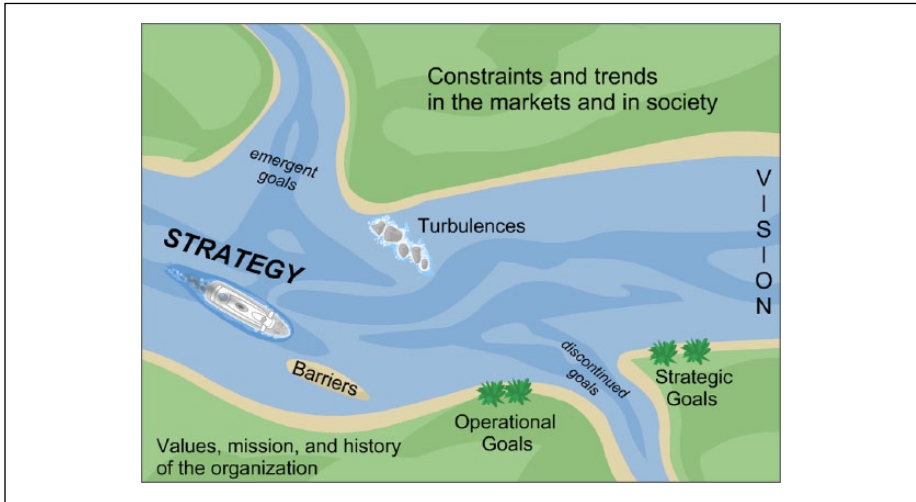 Constraints and trends
in the markets and in society
emergent
goals
Turbulences
STRATEGY
VISION
Barriers
discontinued
goals
Strategic
Goals
Operational
Goals
Values, mission, and history
of the organization